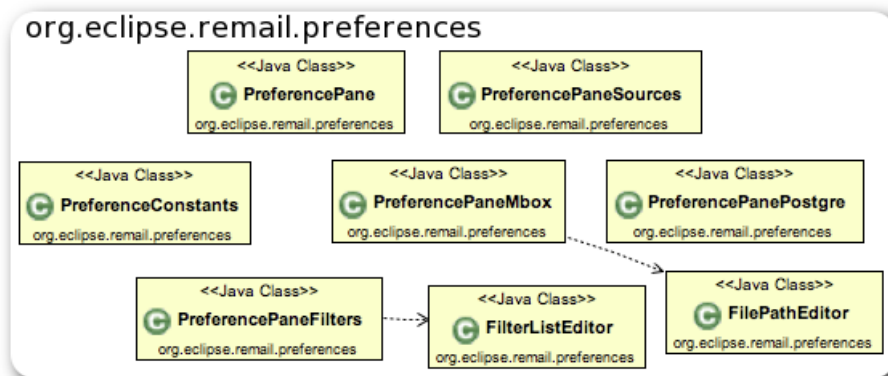 org.eclipse.remail.preferences
<<Java Class>>
C PreferencePane
org.eclipse.remail.preferences
<<Java Class>>
C PreferencePaneSources
org.eclipse.remail.preferences
<<Java Class>>
C PreferenceConstants
org.eclipse.remail.preferences
<<Java Class>>
C PreferencePaneMbox
org.eclipse.remail.preferences
<<Java Class>>
C PreferencePanePostgre
org.eclipse.remail.preferences
<<Java Class>>
C PreferencePaneFilters
org.eclipse.remail.preferences
<<Java Class>>
C FilterListEditor
org.eclipse.remail.preferences
<<Java Class>>
C FilePathEditor
org.eclipse.remail.preferences